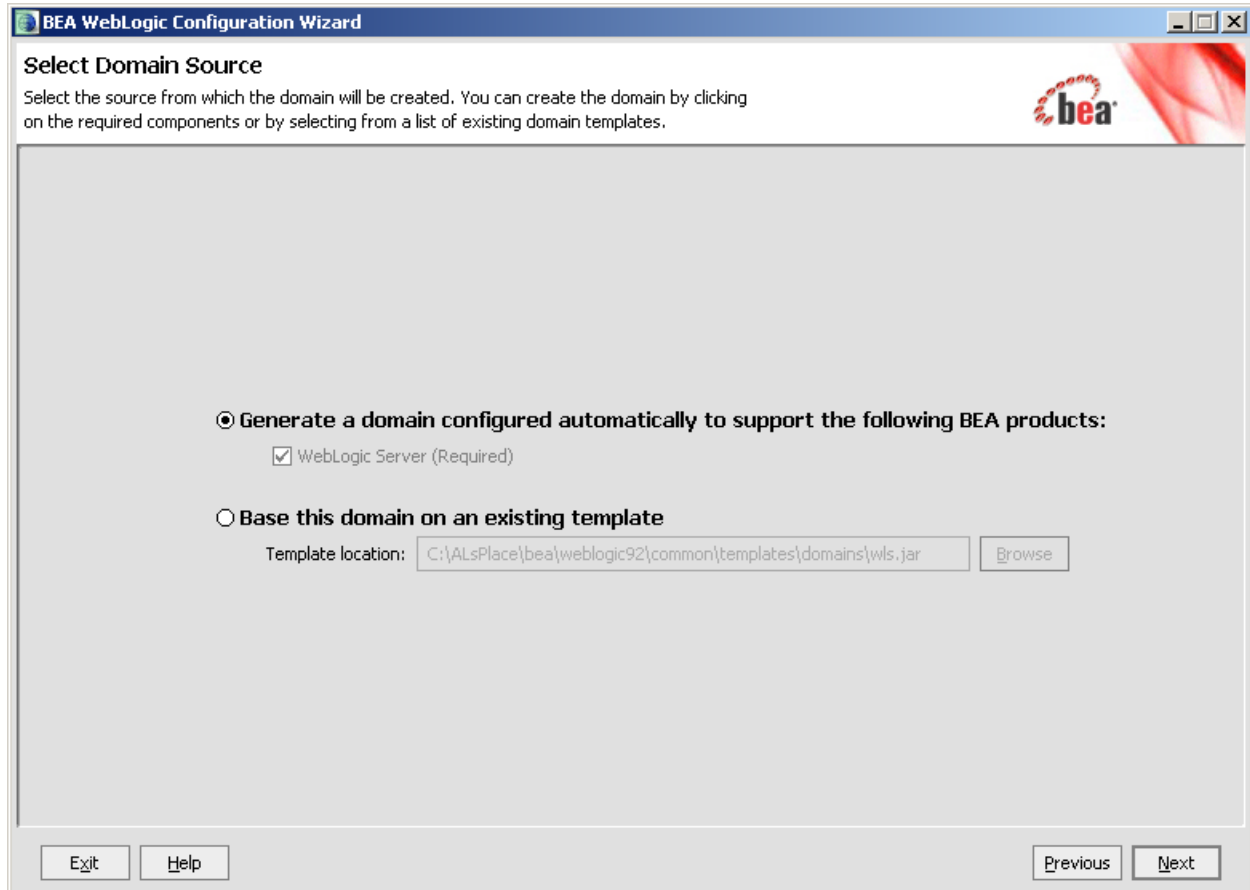 BEA WebLogic Configuration Wizard
Select Domain Source
Select the source from which the domain will be created. You can create the domain by clicking
on the required components or by selecting from a list of existing domain templates.
bea
Generate a domain configured automatically to support the following BEA products:
WebLogic Server (Required)
Base this domain on an existing template
Template location: C:\ALsPlace\bea\weblogic92\common\templates\domains\wls.jar Browse
Exit Help Previous Next